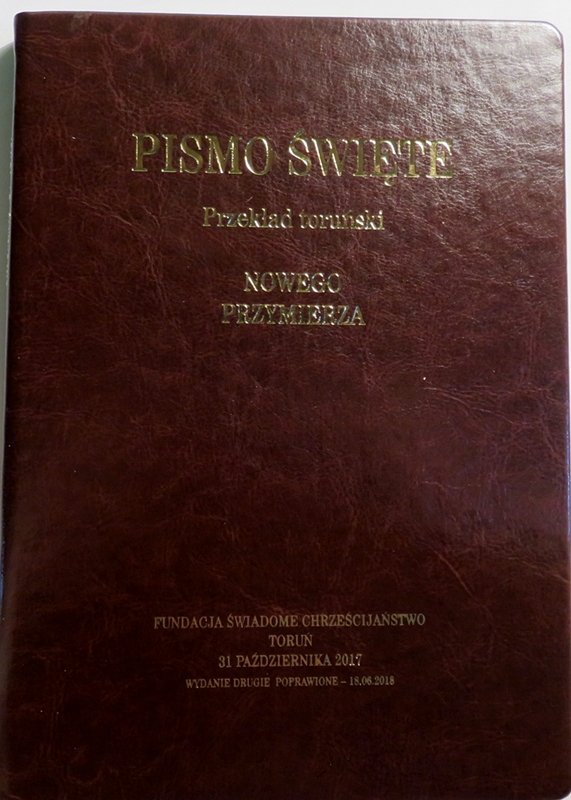 PISMO ŚWIĘTE
Przekład toruński
NOWEGO
PRZYMIERZA
FUNDACJA ŚWIADOME CHRZEŚCIJAŃSTWO
TORUŃ
31 PAŹDZIERNIKA 2017
WYDANIE DRUGIE POPRAWIONE – 18.06.2018